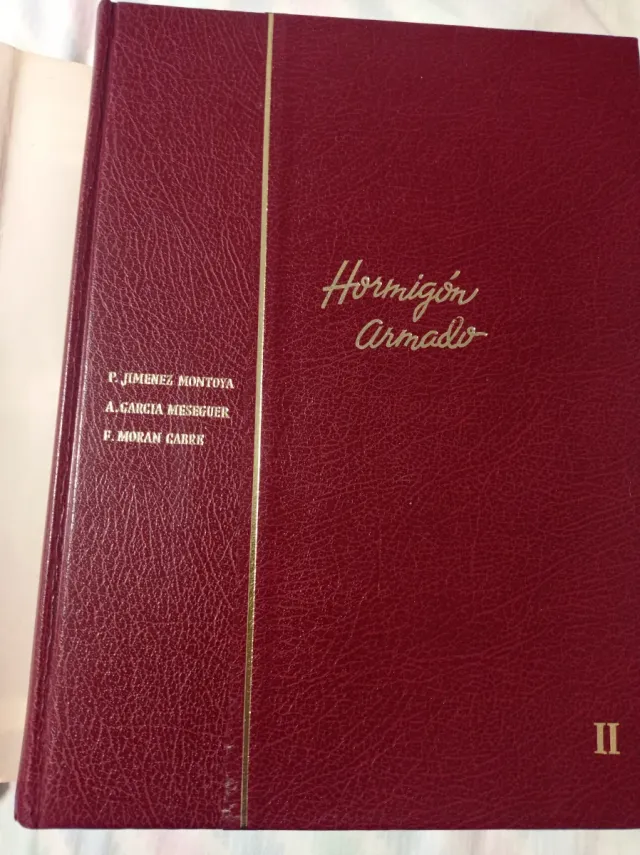 Hormigón
Armado
P. JIMENEZ MONTOYA
A. GARCIA MESEGUER
F. MORAN CABRE
II